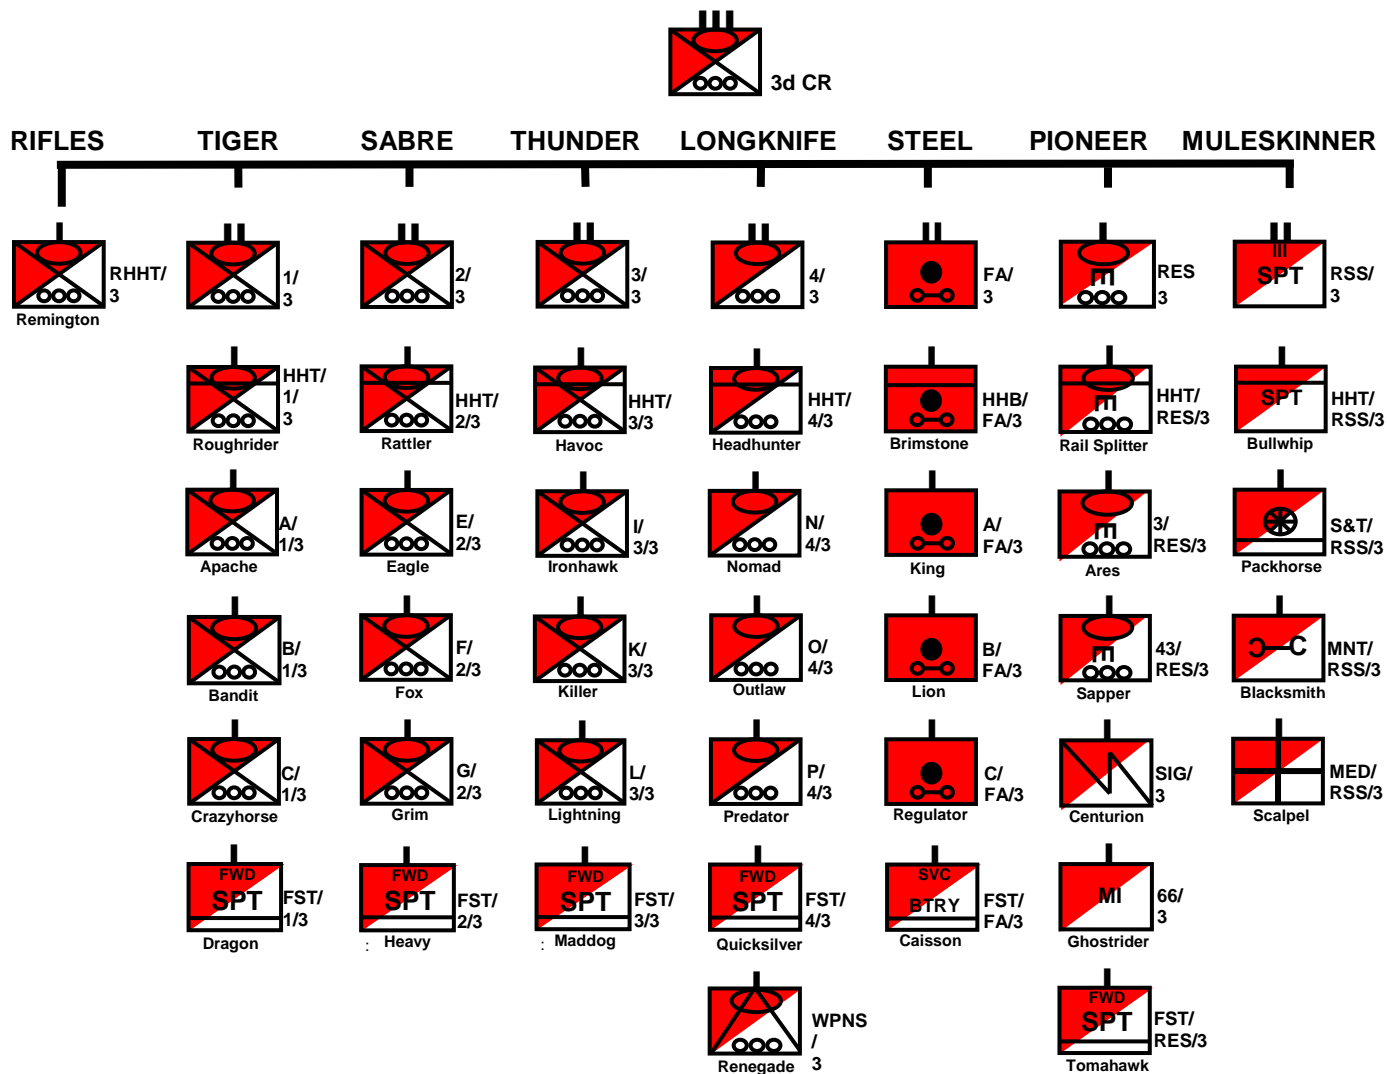 3d CR
RIFLES TIGER SABRE THUNDER LONGKNIFE STEEL PIONEER MULESKINNER
RHHT/
3
Remington
1/
3
2/
3
3/
3
4/
3
FA/
3
RES
3
E
SPT
RSS/
3
HHT/
1/
3
Roughrider
HHT/
2/3
Rattler
HHT/
3/3
Havoc
HHT/
4/3
Headhunter
HHB/
FA/3
Brimstone
E
HHT/
RES/3
Rail Splitter
SPT
HHT/
RSS/3
Bullwhip
A/
1/3
Apache
E/
2/3
Eagle
I/
3/3
Ironhawk
N/
4/3
Nomad
A/
FA/3
King
E
3/
RES/3
Ares
S&T/
RSS/3
Packhorse
B/
1/3
Bandit
F/
2/3
Fox
K/
3/3
Killer
O/
4/3
Outlaw
B/
FA/3
Lion
E
43/
RES/3
Sapper
MNT/
RSS/3
Blacksmith
C/
1/3
Crazyhorse
G/
2/3
Grim
L/
3/3
Lightning
P/
4/3
Predator
C/
FA/3
Regulator
SIG/
3
Centurion
MED/
RSS/3
Scalpel
FWD
SPT
FST/
1/3
Dragon
FWD
SPT
FST/
2/3
: Heavy
FWD
SPT
FST/
3/3
: Maddog
FWD
SPT
FST/
4/3
Quicksilver
SVC
BTRY
FST/
FA/3
Caisson
MI
66/
3
Ghostrider
WPNS
/
3
Renegade
FWD
SPT
FST/
RES/3
Tomahawk